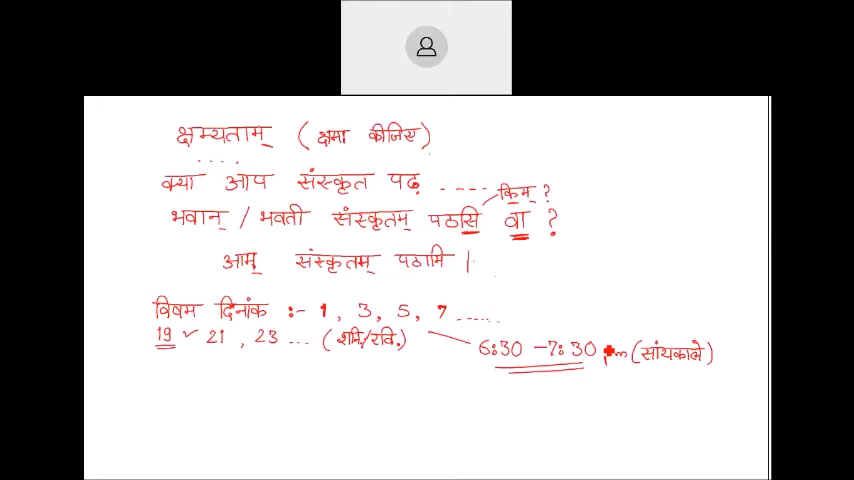 क्षम्यताम् (क्षमा कीजिए)
....
क्या आप संस्कृत पढ़ ---- किम् ?
भवान् / भवती संस्कृतम् पठसि वा ?
आम् संस्कृतम् पठामि |
विषम दिनांक :- 1, 3, 5, 7 ......
19 ✓ 21, 23 ... (शनि/रवि.) 6:30 – 7:30 pm (सांयकाले)